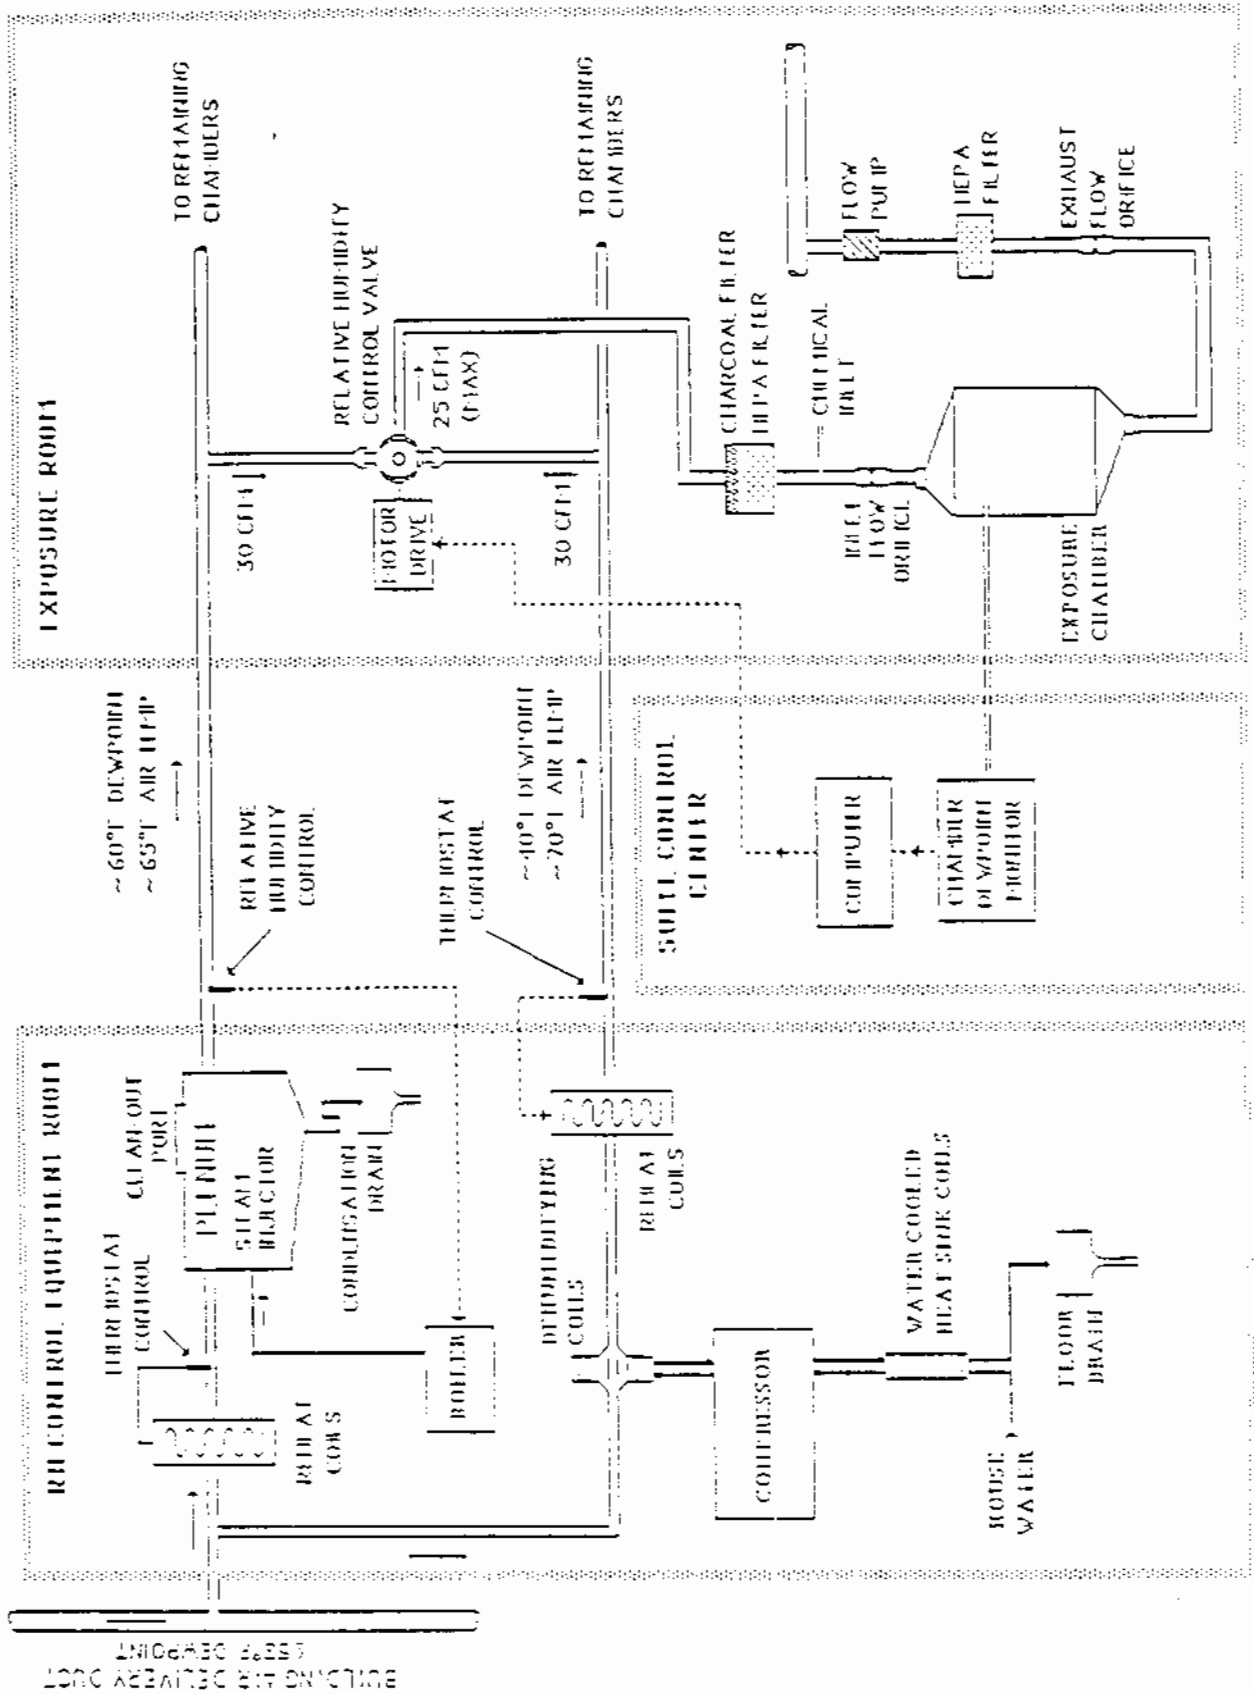 EXPOSURE ROOM
TO REMAINING
CHAMBERS
RELATIVE HUMIDITY
CONTROL VALVE
30 CFM
25 CFM
(MAX)
MOTOR
DRIVE
30 CFM
TO REMAINING
CHAMBERS
CHARCOAL FILTER
HEPA FILTER
CHEMICAL
INLET
INLET
FLOW
ORIFICE
EXPOSURE
CHAMBER
FLOW
PUMP
HEPA
FILTER
EXHAUST
FLOW
ORIFICE
~60°F DEWPOINT
~65°F AIR TEMP
RELATIVE
HUMIDITY
CONTROL
THERMOSTAT
CONTROL
~40°F DEWPOINT
~70°F AIR TEMP
SUITE CONTROL
CENTER
COMPUTER
CHAMBER
DEWPOINT
MONITOR
RH CONTROL EQUIPMENT ROOM
THERMOSTAT
CONTROL
CLEAN-OUT
PORT
PLENUM
STEAM
INJECTOR
CONDENSATION
DRAIN
REHEAT
COILS
BOILER
DEHUMIDIFYING
COILS
REHEAT
COILS
COMPRESSOR
WATER COOLED
HEAT SINK COILS
HOUSE
WATER
FLOOR
DRAIN
BUILDING AIR DELIVERY DUCT
DEWPOINT